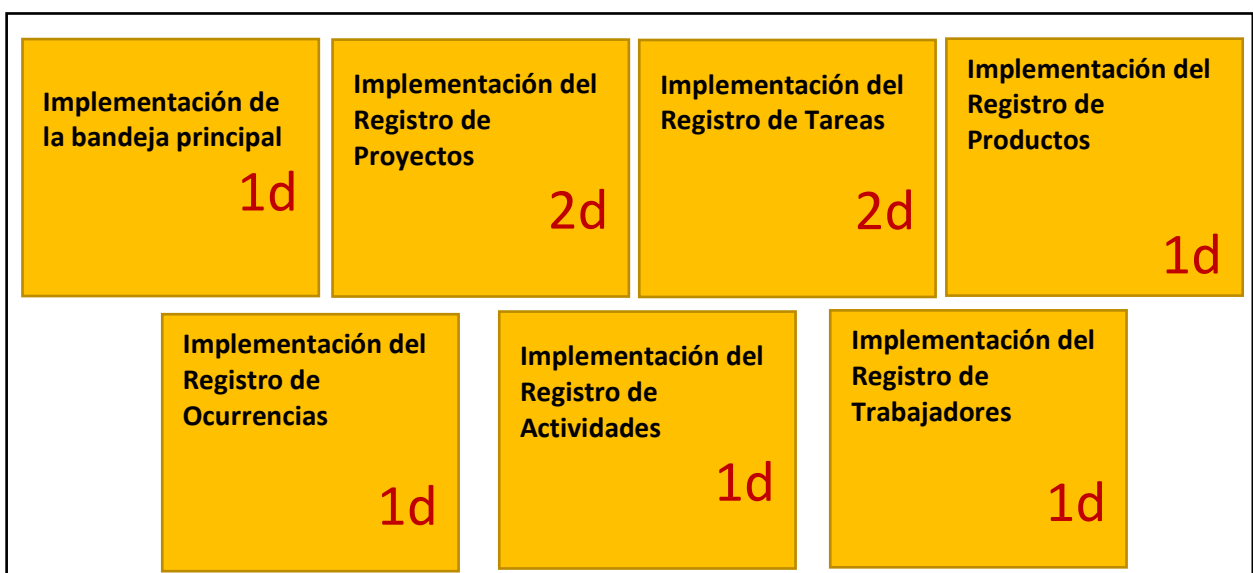 Implementación de
la bandeja principal
1d
Implementación del
Registro de
Proyectos
2d
Implementación del
Registro de Tareas
2d
Implementación del
Registro de
Productos
1d
Implementación del
Registro de
Ocurrencias
1d
Implementación del
Registro de
Actividades
1d
Implementación del
Registro de
Trabajadores
1d